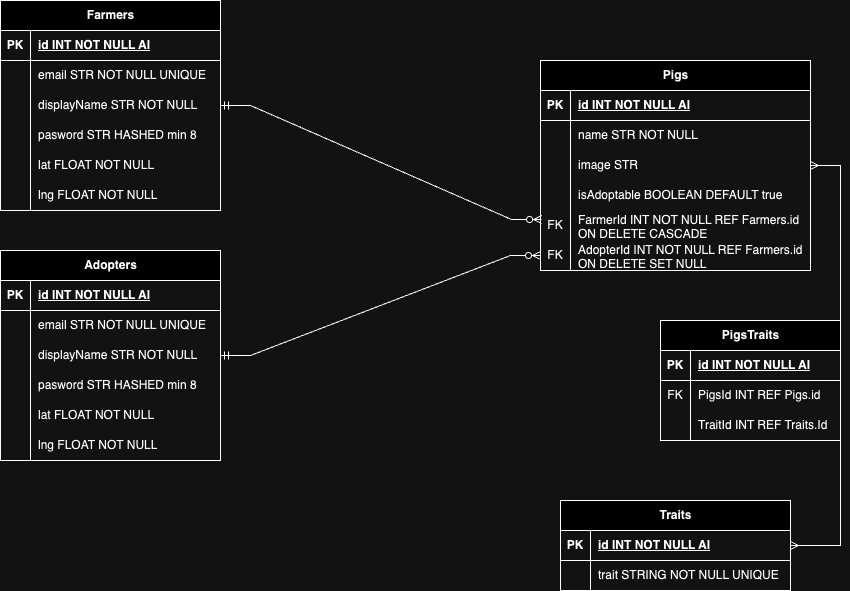 Farmers
PK id INT NOT NULL AI
email STR NOT NULL UNIQUE
displayName STR NOT NULL
pasword STR HASHED min 8
lat FLOAT NOT NULL
lng FLOAT NOT NULL
Pigs
PK id INT NOT NULL AI
name STR NOT NULL
image STR
isAdoptable BOOLEAN DEFAULT true
FK FarmerId INT NOT NULL REF Farmers.id
ON DELETE CASCADE
FK AdopterId INT NOT NULL REF Farmers.id
ON DELETE SET NULL
Adopters
PK id INT NOT NULL AI
email STR NOT NULL UNIQUE
displayName STR NOT NULL
pasword STR HASHED min 8
lat FLOAT NOT NULL
lng FLOAT NOT NULL
PigsTraits
PK id INT NOT NULL AI
FK PigsId INT REF Pigs.id
TraitId INT REF Traits.Id
Traits
PK id INT NOT NULL AI
trait STRING NOT NULL UNIQUE